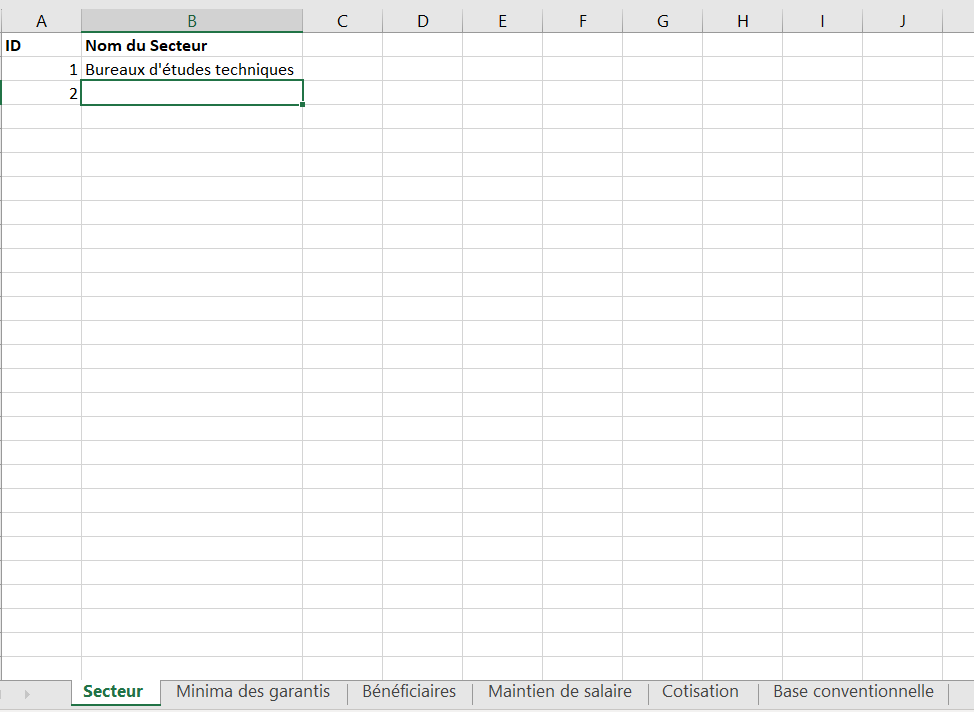 A B C D E F G H I J
ID Nom du Secteur
1 Bureaux d'études techniques
2
Secteur Minima des garantis Bénéficiaires Maintien de salaire Cotisation Base conventionnelle